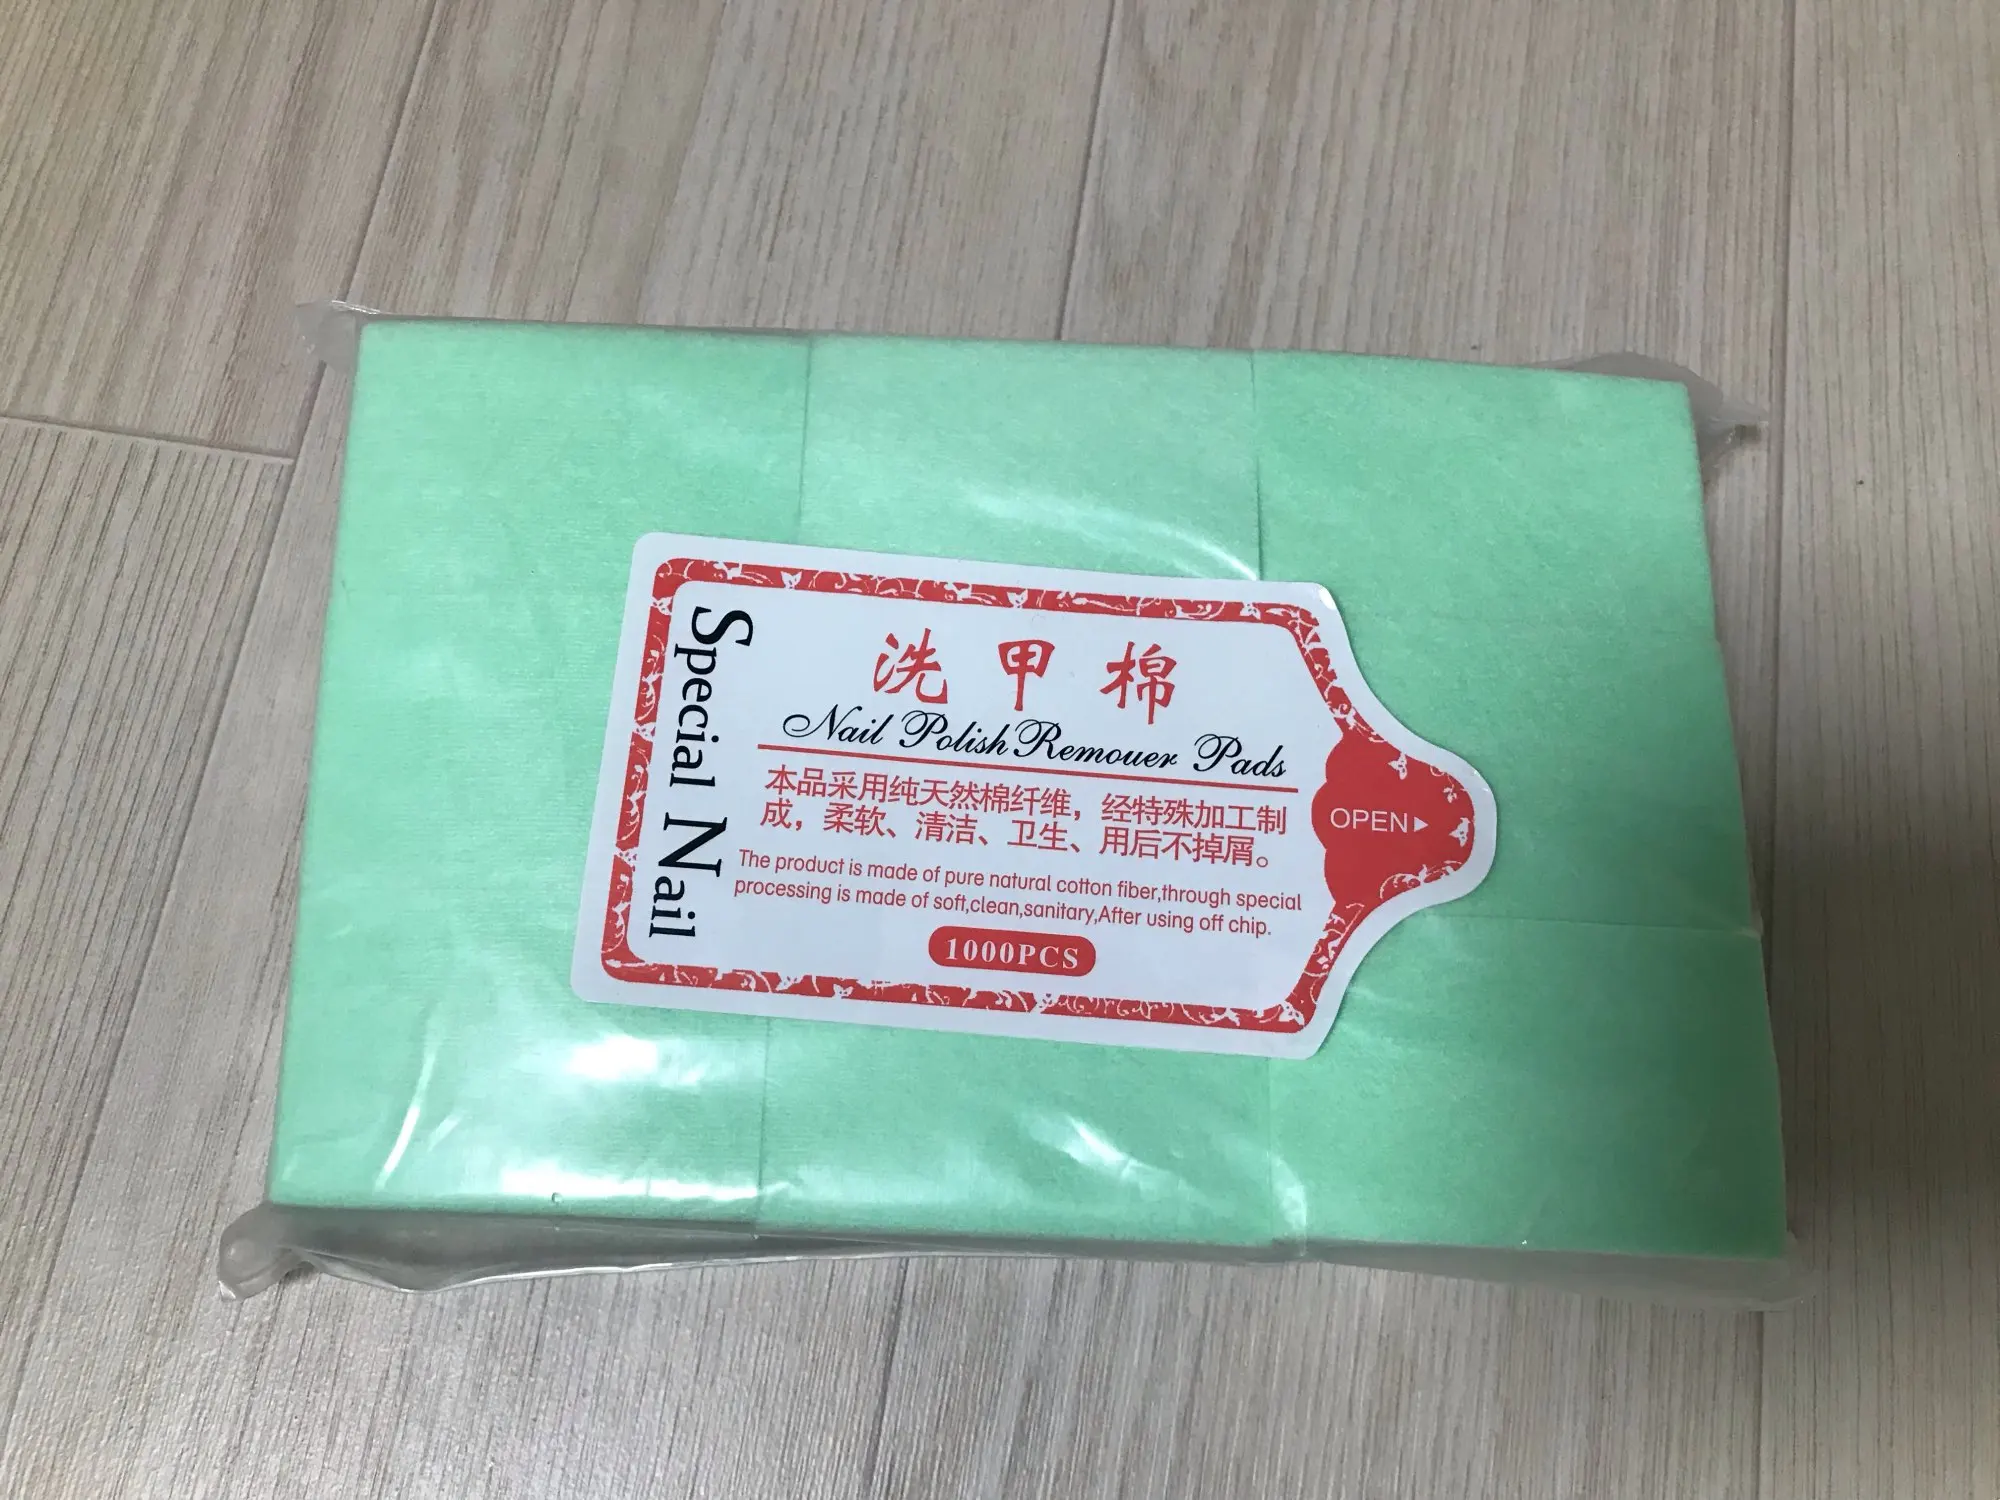 Special Nail
洗甲棉
Nail Polish Remouer Pads
本品采用纯天然棉纤维，经特殊加工制
成，柔软、清洁、卫生、用后不掉屑。
The product is made of pure natural cotton fiber,through special
processing is made of soft,clean,sanitary,After using off chip.
1000PCS
OPEN▸